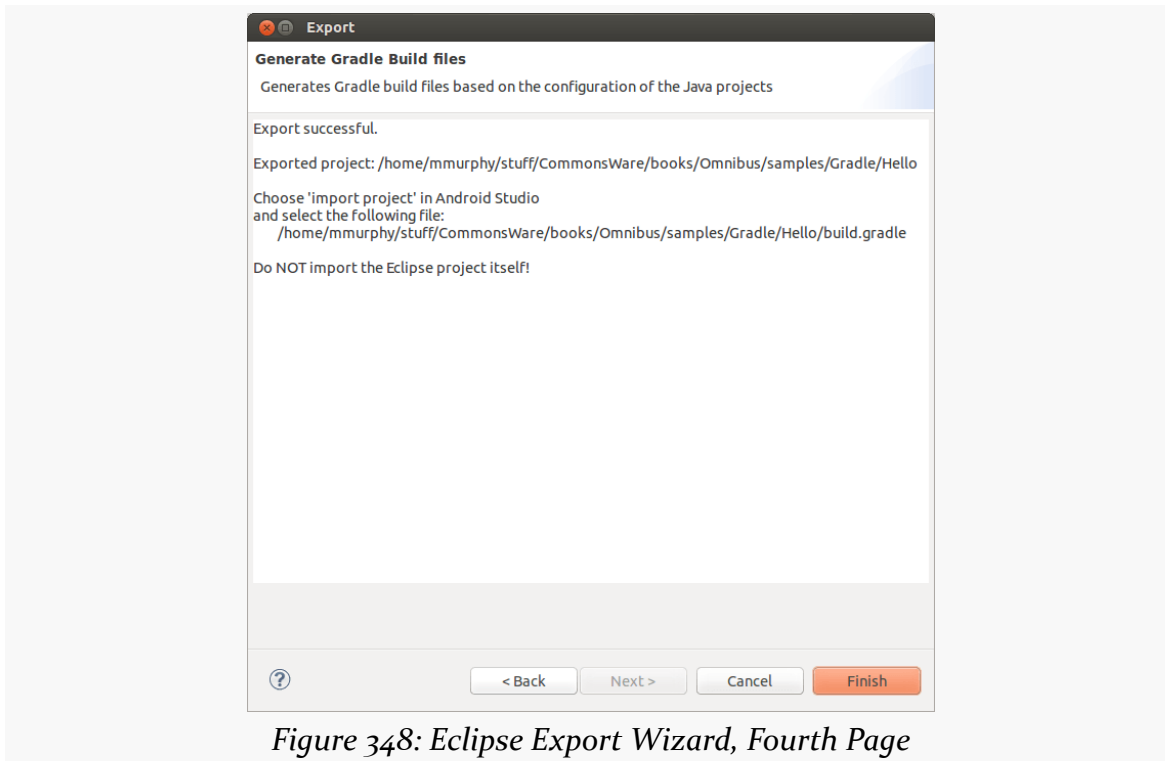 Export
Generate Gradle Build files
Generates Gradle build files based on the configuration of the Java projects
Export successful.
Exported project: /home/mmurphy/stuff/CommonsWare/books/Omnibus/samples/Gradle/Hello
Choose 'import project' in Android Studio
and select the following file:
/home/mmurphy/stuff/CommonsWare/books/Omnibus/samples/Gradle/Hello/build.gradle
Do NOT import the Eclipse project itself!
?
< Back
Next >
Cancel
Finish
Figure 348: Eclipse Export Wizard, Fourth Page